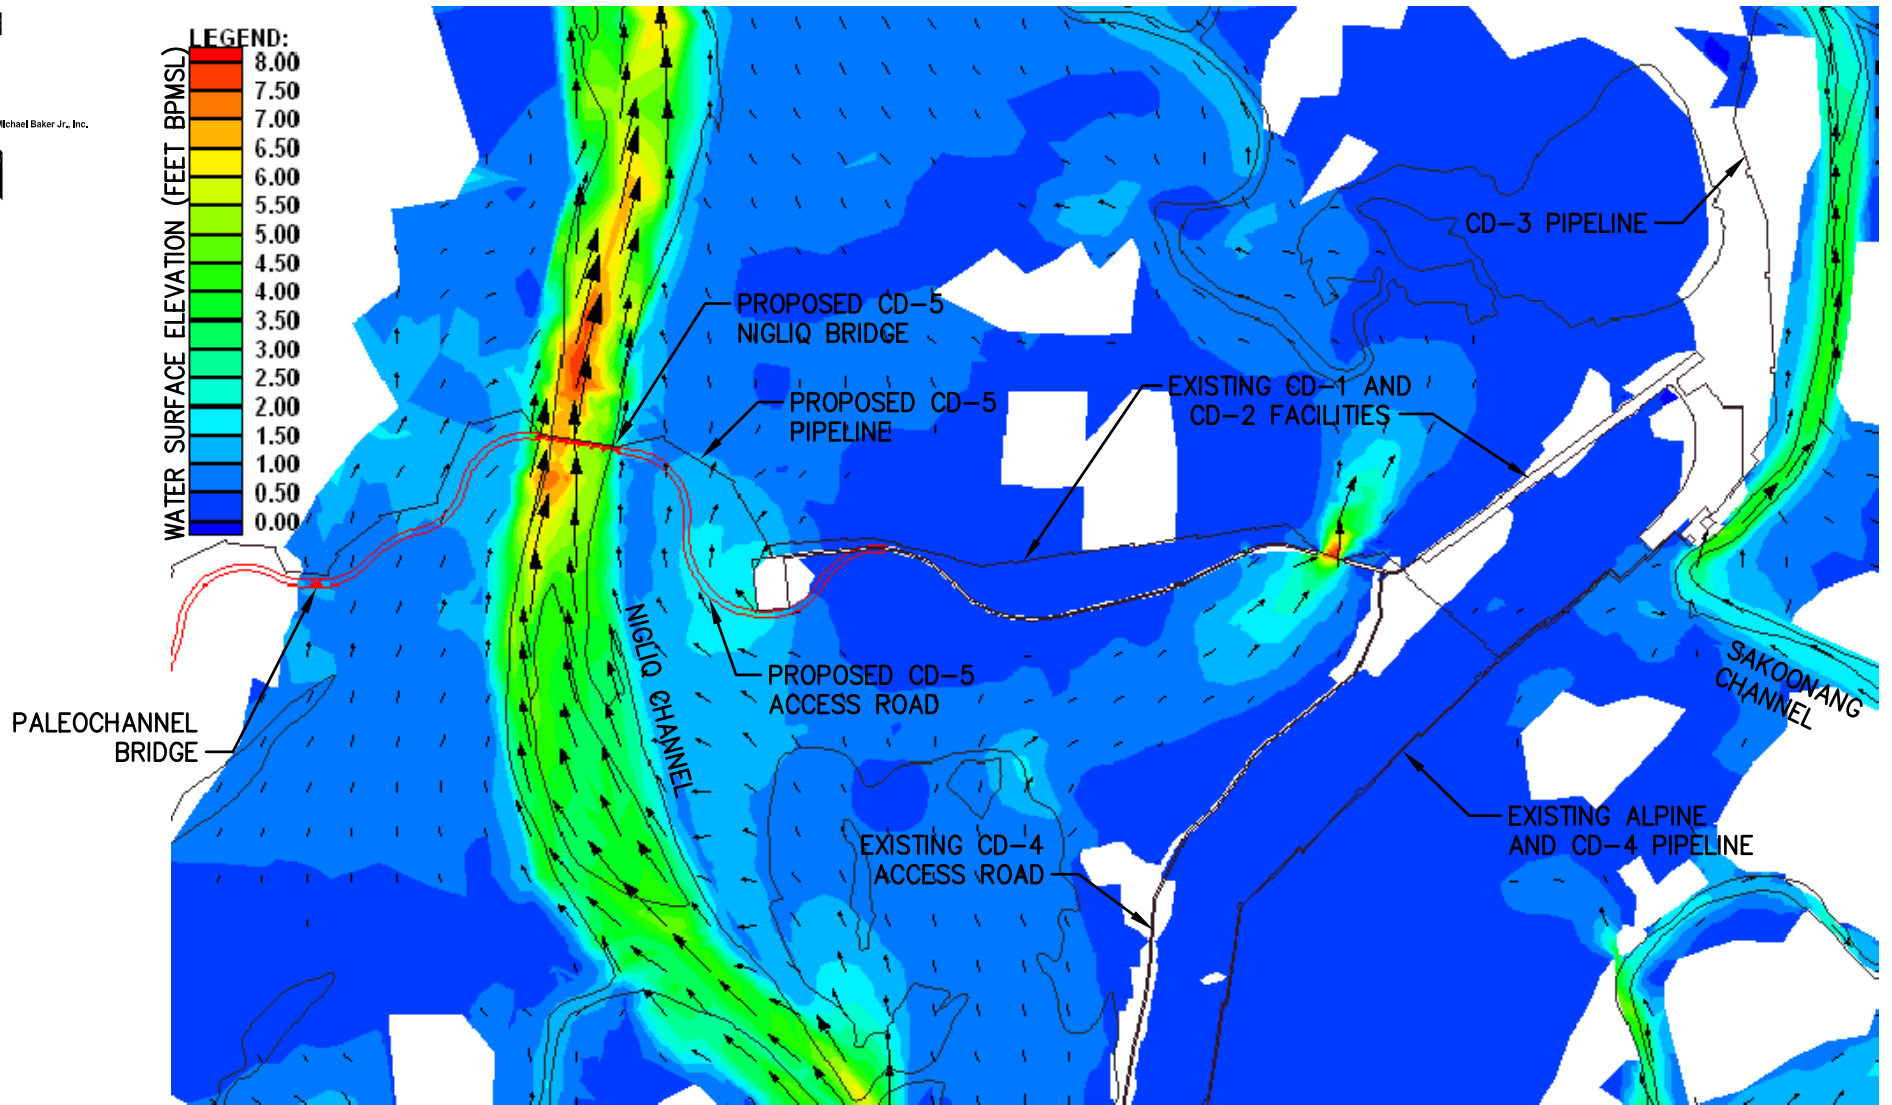 LEGEND:
WATER SURFACE ELEVATION (FEET BPMSL)
8.00
7.50
7.00
6.50
6.00
5.50
5.00
4.50
4.00
3.50
3.00
2.50
2.00
1.50
1.00
0.50
0.00
Michael Baker Jr., Inc.
CD-3 PIPELINE
PROPOSED CD-5
NIGLIQ BRIDGE
PROPOSED CD-5
PIPELINE
EXISTING CD-1 AND
CD-2 FACILITIES
NIGLIQ CHANNEL
PROPOSED CD-5
ACCESS ROAD
SAKOONANG
CHANNEL
PALEOCHANNEL
BRIDGE
EXISTING CD-4
ACCESS ROAD
EXISTING ALPINE
AND CD-4 PIPELINE